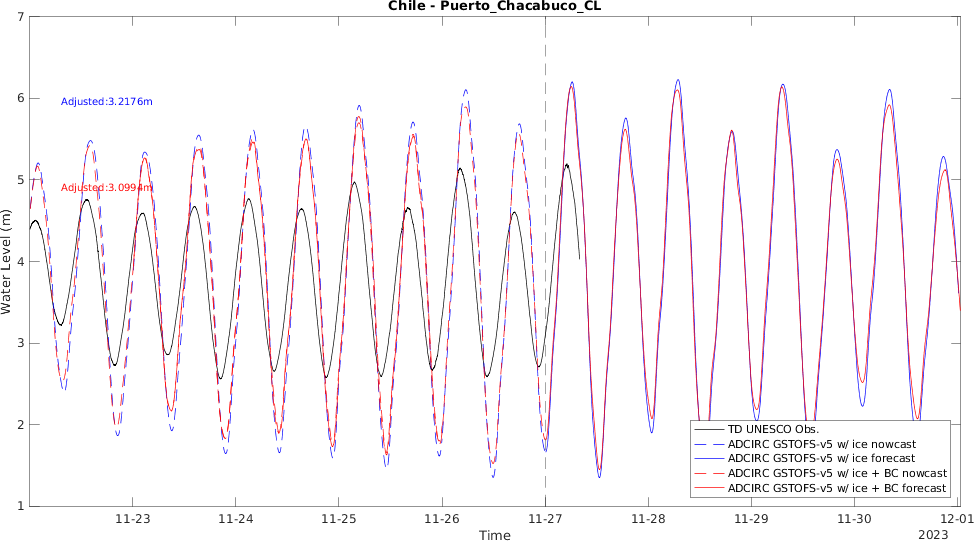 Chile - Puerto_Chacabuco_CL
7
6
5
4
3
2
1
Water Level (m)
Adjusted:3.2176m
Adjusted:3.0994m
TD UNESCO Obs.
ADCIRC GSTOFS-v5 w/ ice nowcast
ADCIRC GSTOFS-v5 w/ ice forecast
ADCIRC GSTOFS-v5 w/ ice + BC nowcast
ADCIRC GSTOFS-v5 w/ ice + BC forecast
11-23 11-24 11-25 11-26 11-27 11-28 11-29 11-30 12-01
Time
2023